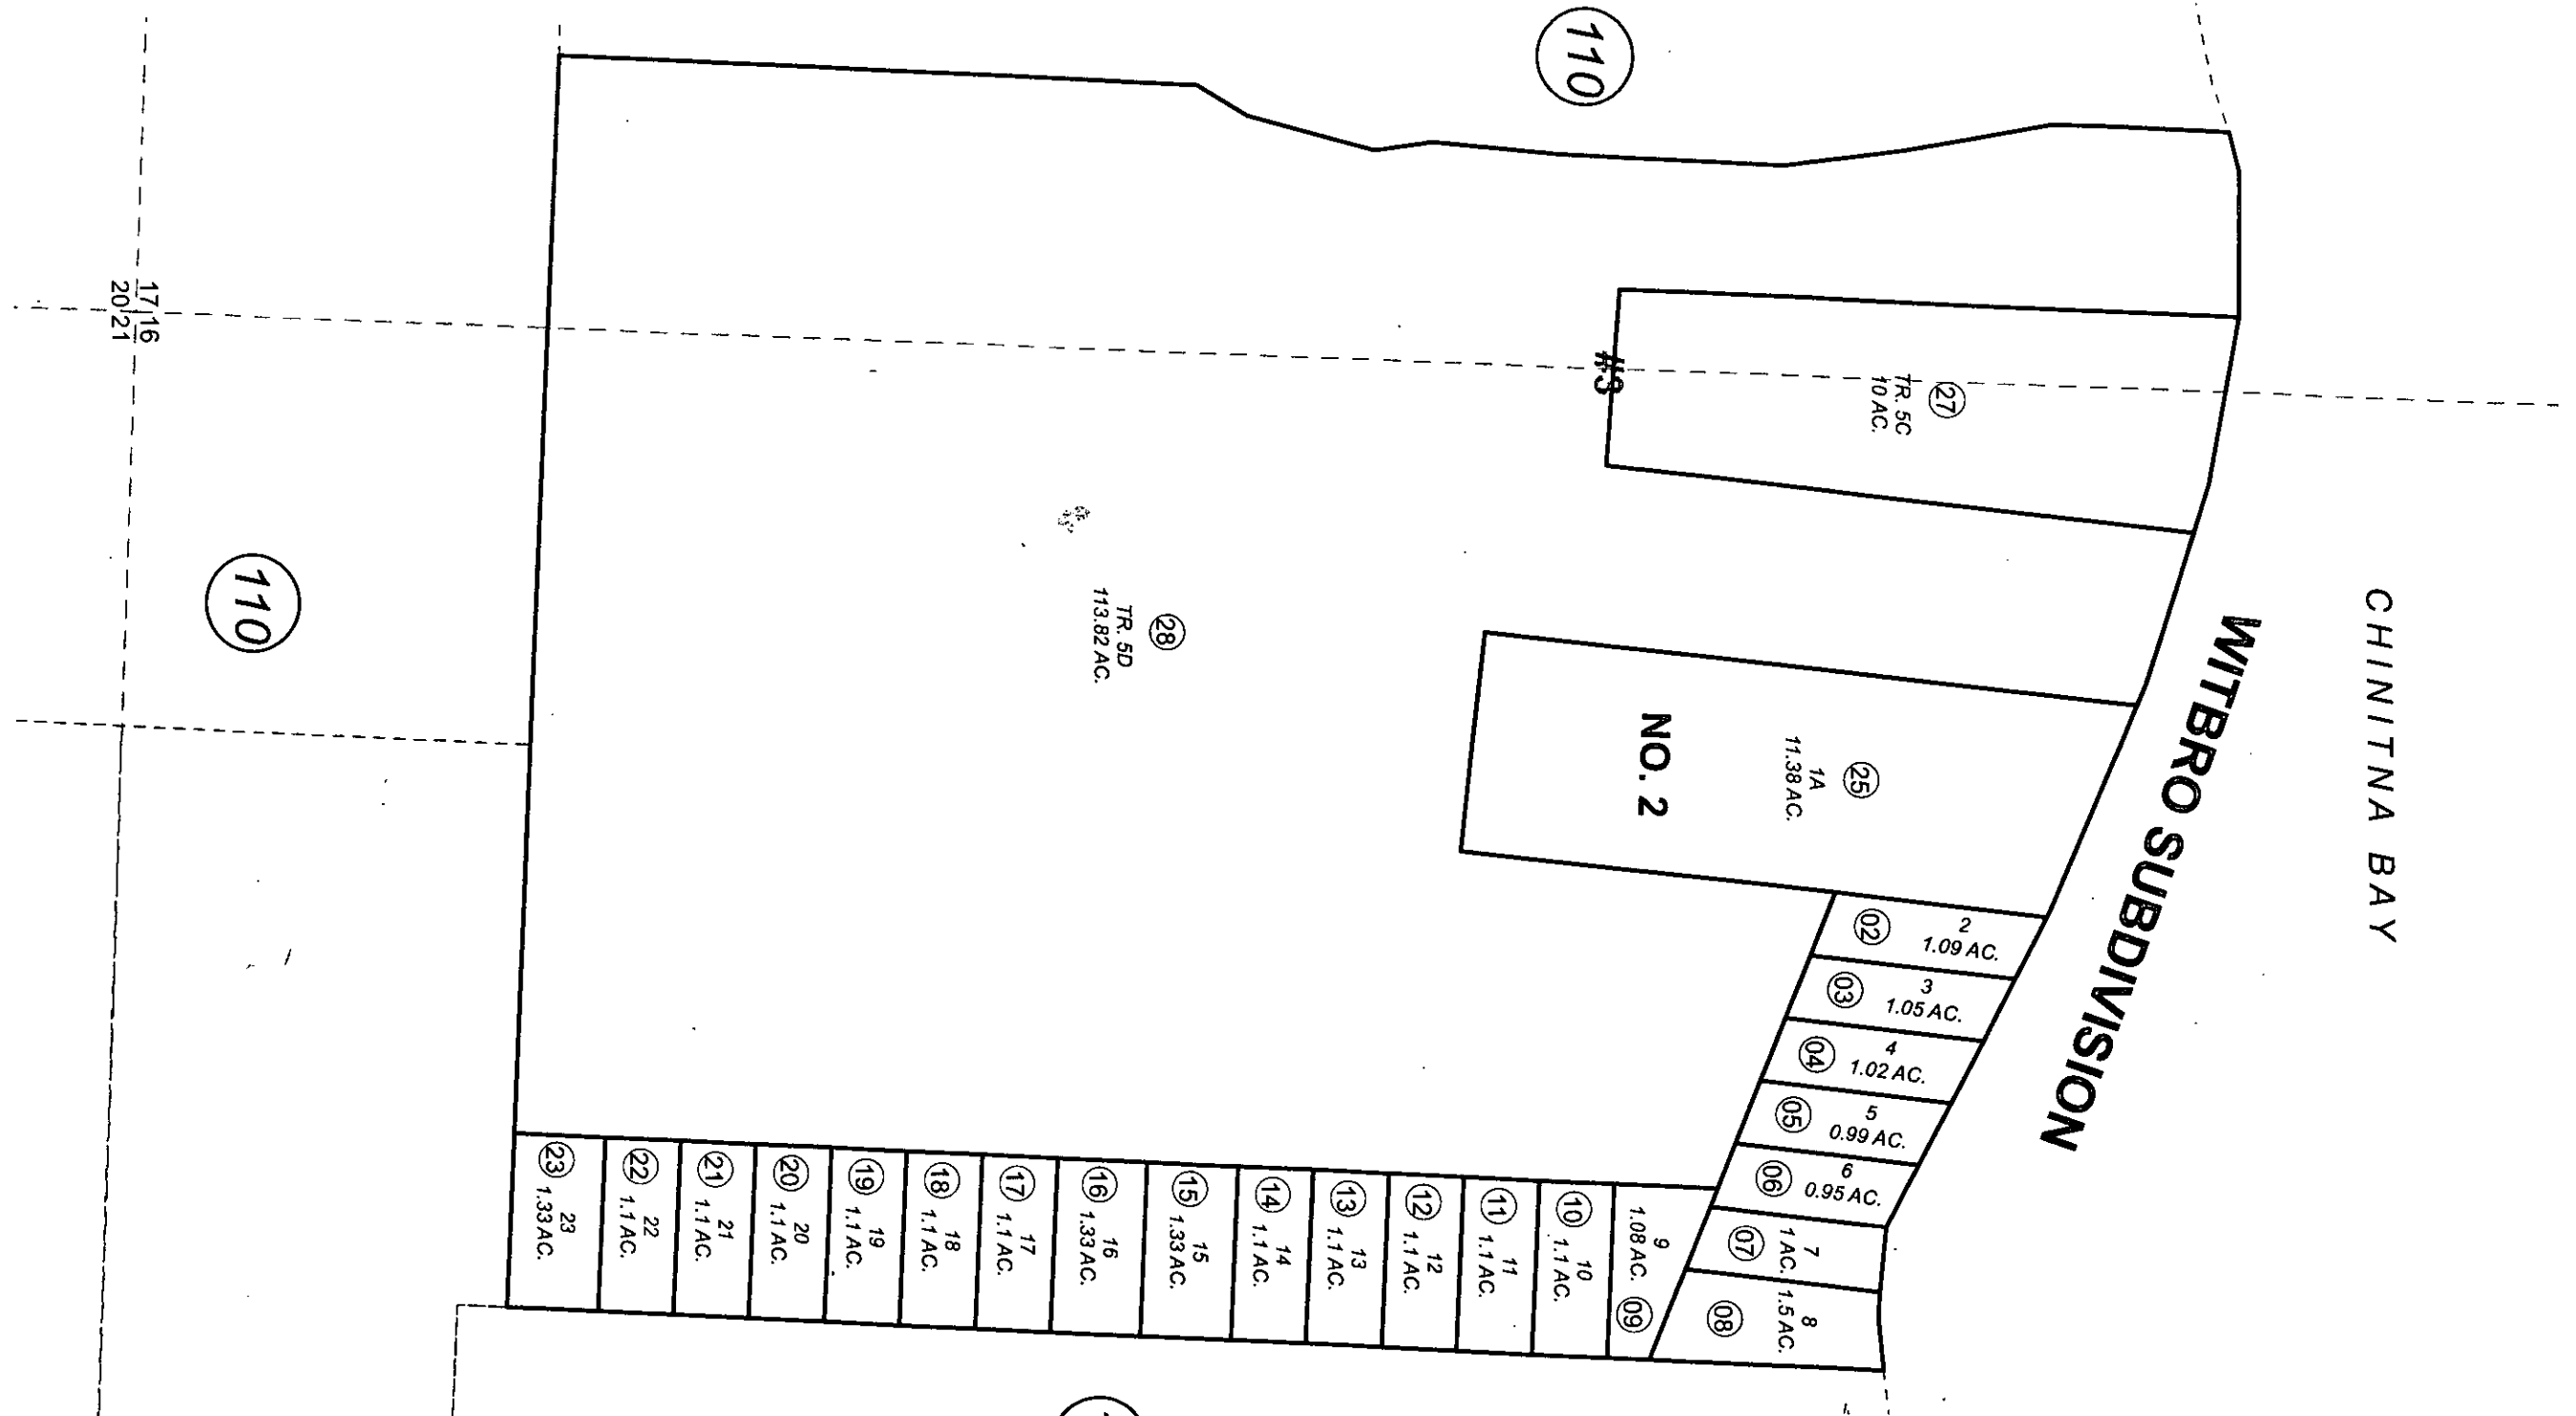 CHINITNA BAY
WITBRO SUBDIVISION
110
27
TR. 5C
10 AC.
#3
25
1A
11.38 AC.
NO. 2
28
TR. 5D
113.82 AC.
17 16
20 21
110
2
1.09 AC.
02
3
1.05 AC.
03
4
1.02 AC.
04
5
0.99 AC.
05
6
0.95 AC.
06
7
1 AC.
07
8
1.5 AC.
08
9
1.08 AC.
09
10
10
1.1 AC.
11
11
1.1 AC.
12
12
1.1 AC.
13
13
1.1 AC.
14
14
1.1 AC.
15
15
1.33 AC.
16
16
1.33 AC.
17
17
1.1 AC.
18
18
1.1 AC.
19
19
1.1 AC.
20
20
1.1 AC.
21
21
1.1 AC.
22
22
1.1 AC.
23
23
1.33 AC.